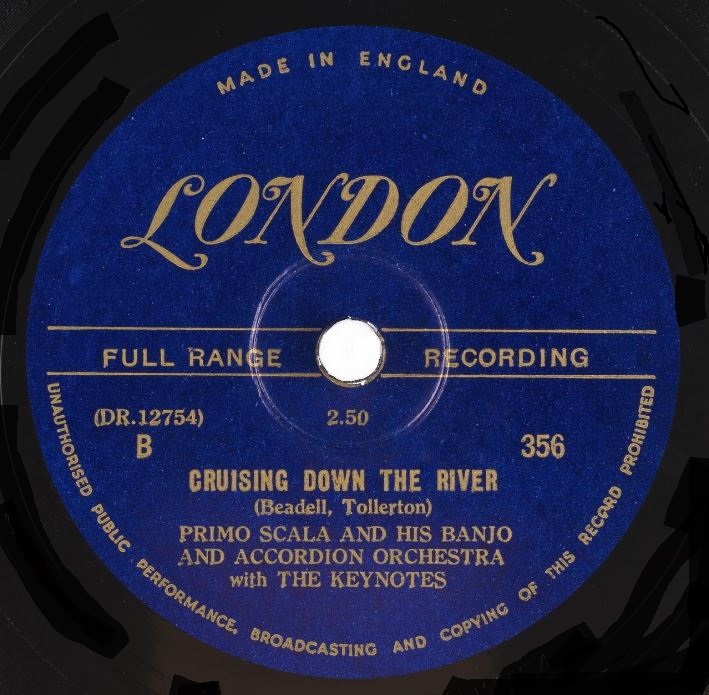 MADE IN ENGLAND
LONDON
FULL RANGE RECORDING
(DR.12754) 2.50
B 356
CRUISING DOWN THE RIVER
(Beadell, Tollerton)
PRIMO SCALA AND HIS BANJO
AND ACCORDION ORCHESTRA
with THE KEYNOTES
UNAUTHORISED PUBLIC PERFORMANCE, BROADCASTING AND COPYING OF THIS RECORD PROHIBITED